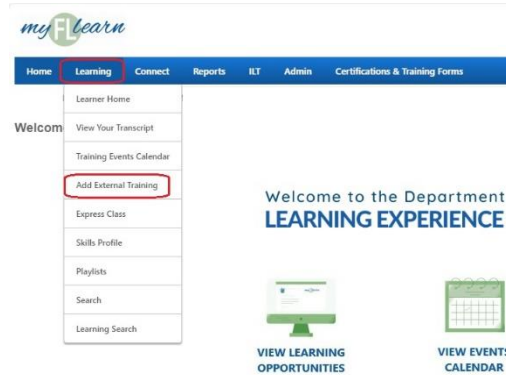 myFLlearn
Home Learning Connect Reports ILT Admin Certifications & Training Forms
Learner Home
Welcom
View Your Transcript
Training Events Calendar
Add External Training
Express Class
Skills Profile
Playlists
Search
Learning Search
Welcome to the Department
LEARNING EXPERIENCE
VIEW LEARNING
OPPORTUNITIES
VIEW EVENTS
CALENDAR